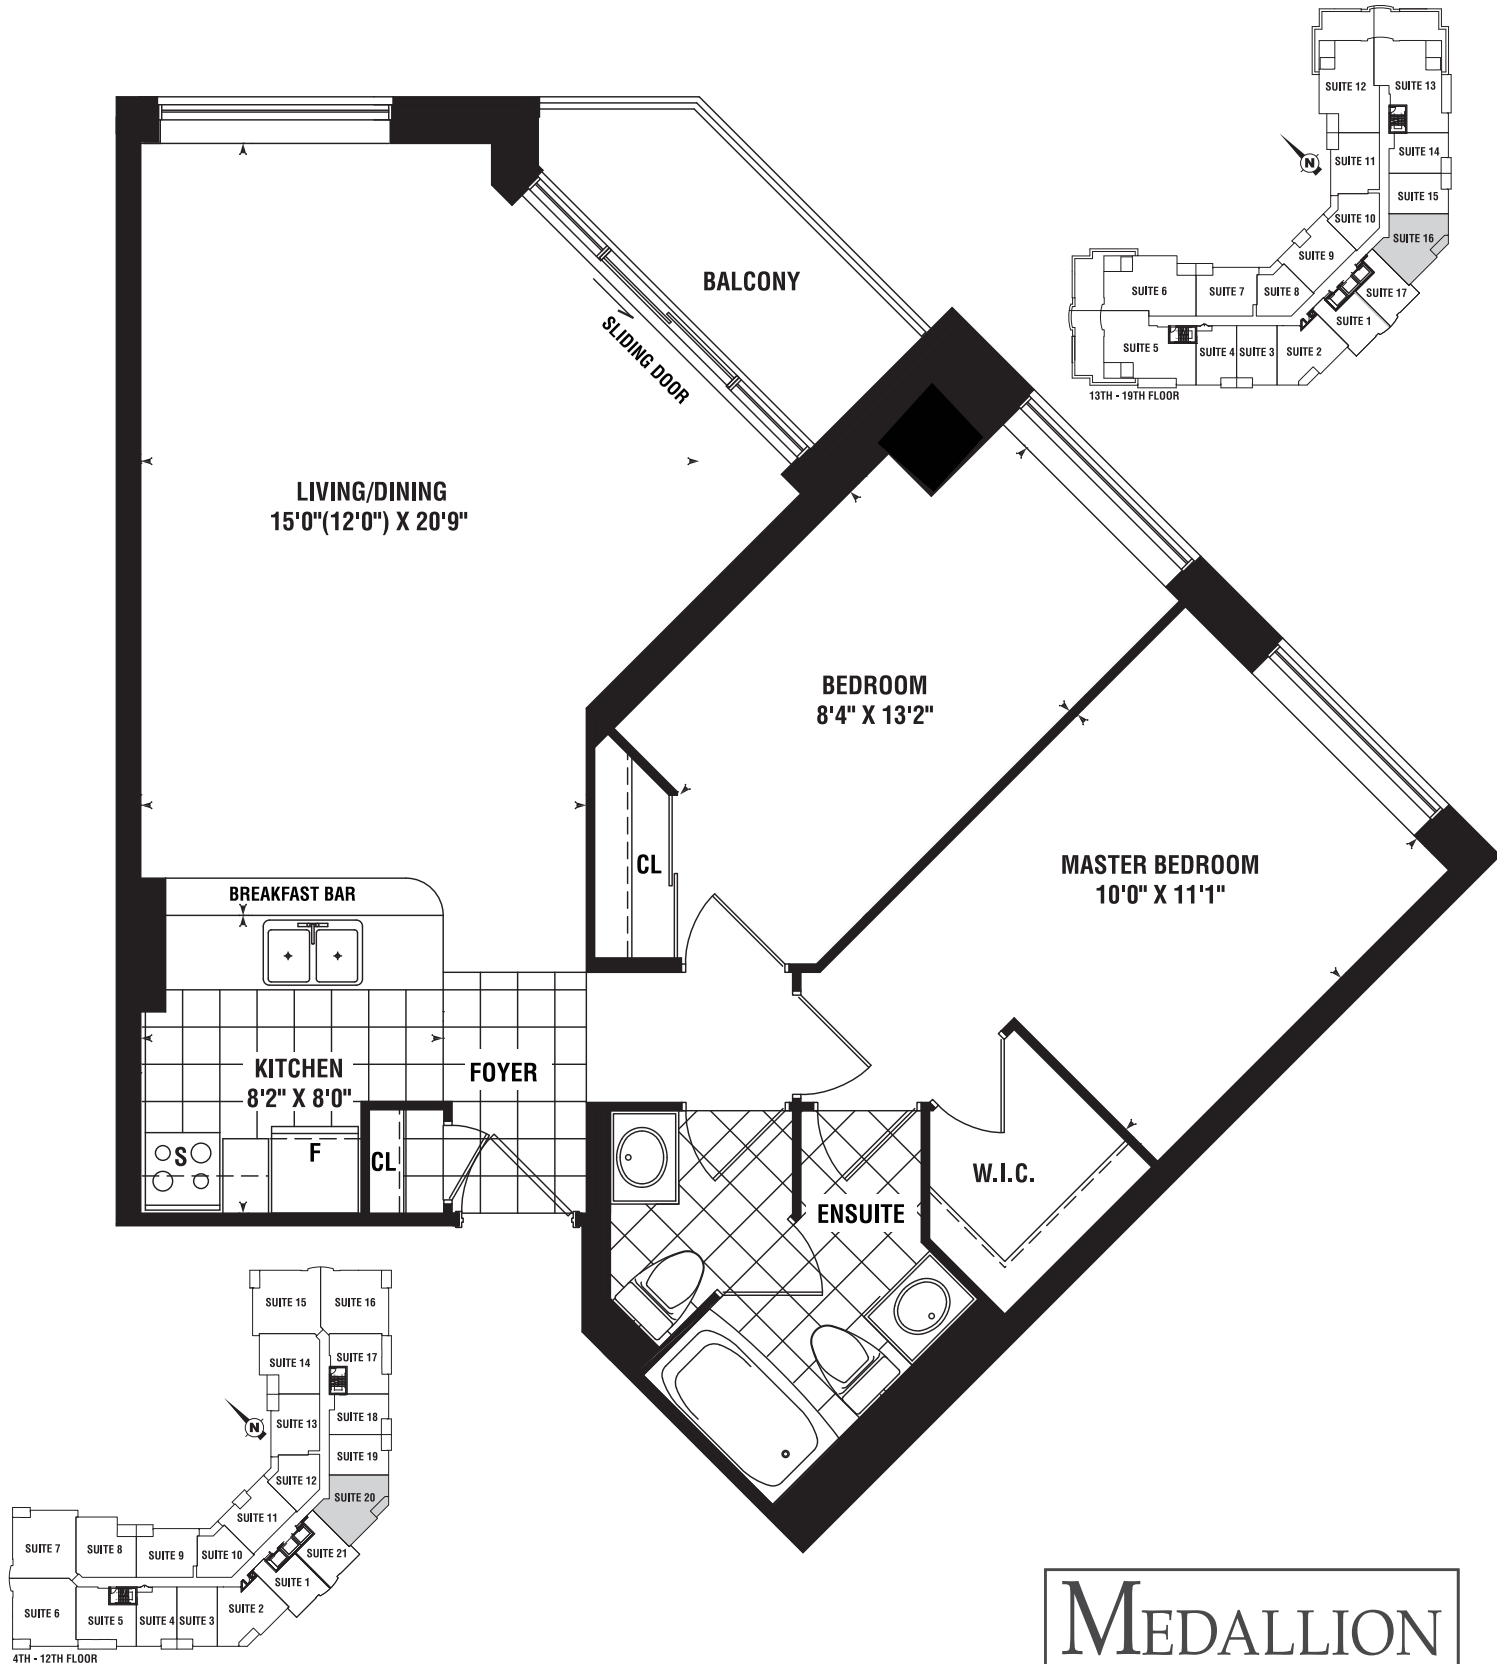 SUITE 12
SUITE 13
SUITE 14
SUITE 11
N
SUITE 15
SUITE 10
SUITE 16
SUITE 9
SUITE 6
SUITE 7
SUITE 8
SUITE 17
SUITE 1
SUITE 5
SUITE 4
SUITE 3
SUITE 2
13TH - 19TH FLOOR
BALCONY
SLIDING DOOR
LIVING/DINING
15'0"(12'0") X 20'9"
BEDROOM
8'4" X 13'2"
CL
MASTER BEDROOM
10'0" X 11'1"
BREAKFAST BAR
KITCHEN
8'2" X 8'0"
FOYER
S
F
CL
W.I.C.
ENSUITE
SUITE 15
SUITE 16
SUITE 14
SUITE 17
SUITE 13
SUITE 18
N
SUITE 19
SUITE 12
SUITE 20
SUITE 11
SUITE 7
SUITE 8
SUITE 9
SUITE 10
SUITE 21
SUITE 1
SUITE 6
SUITE 5
SUITE 4
SUITE 3
SUITE 2
4TH - 12TH FLOOR
MEDALLION